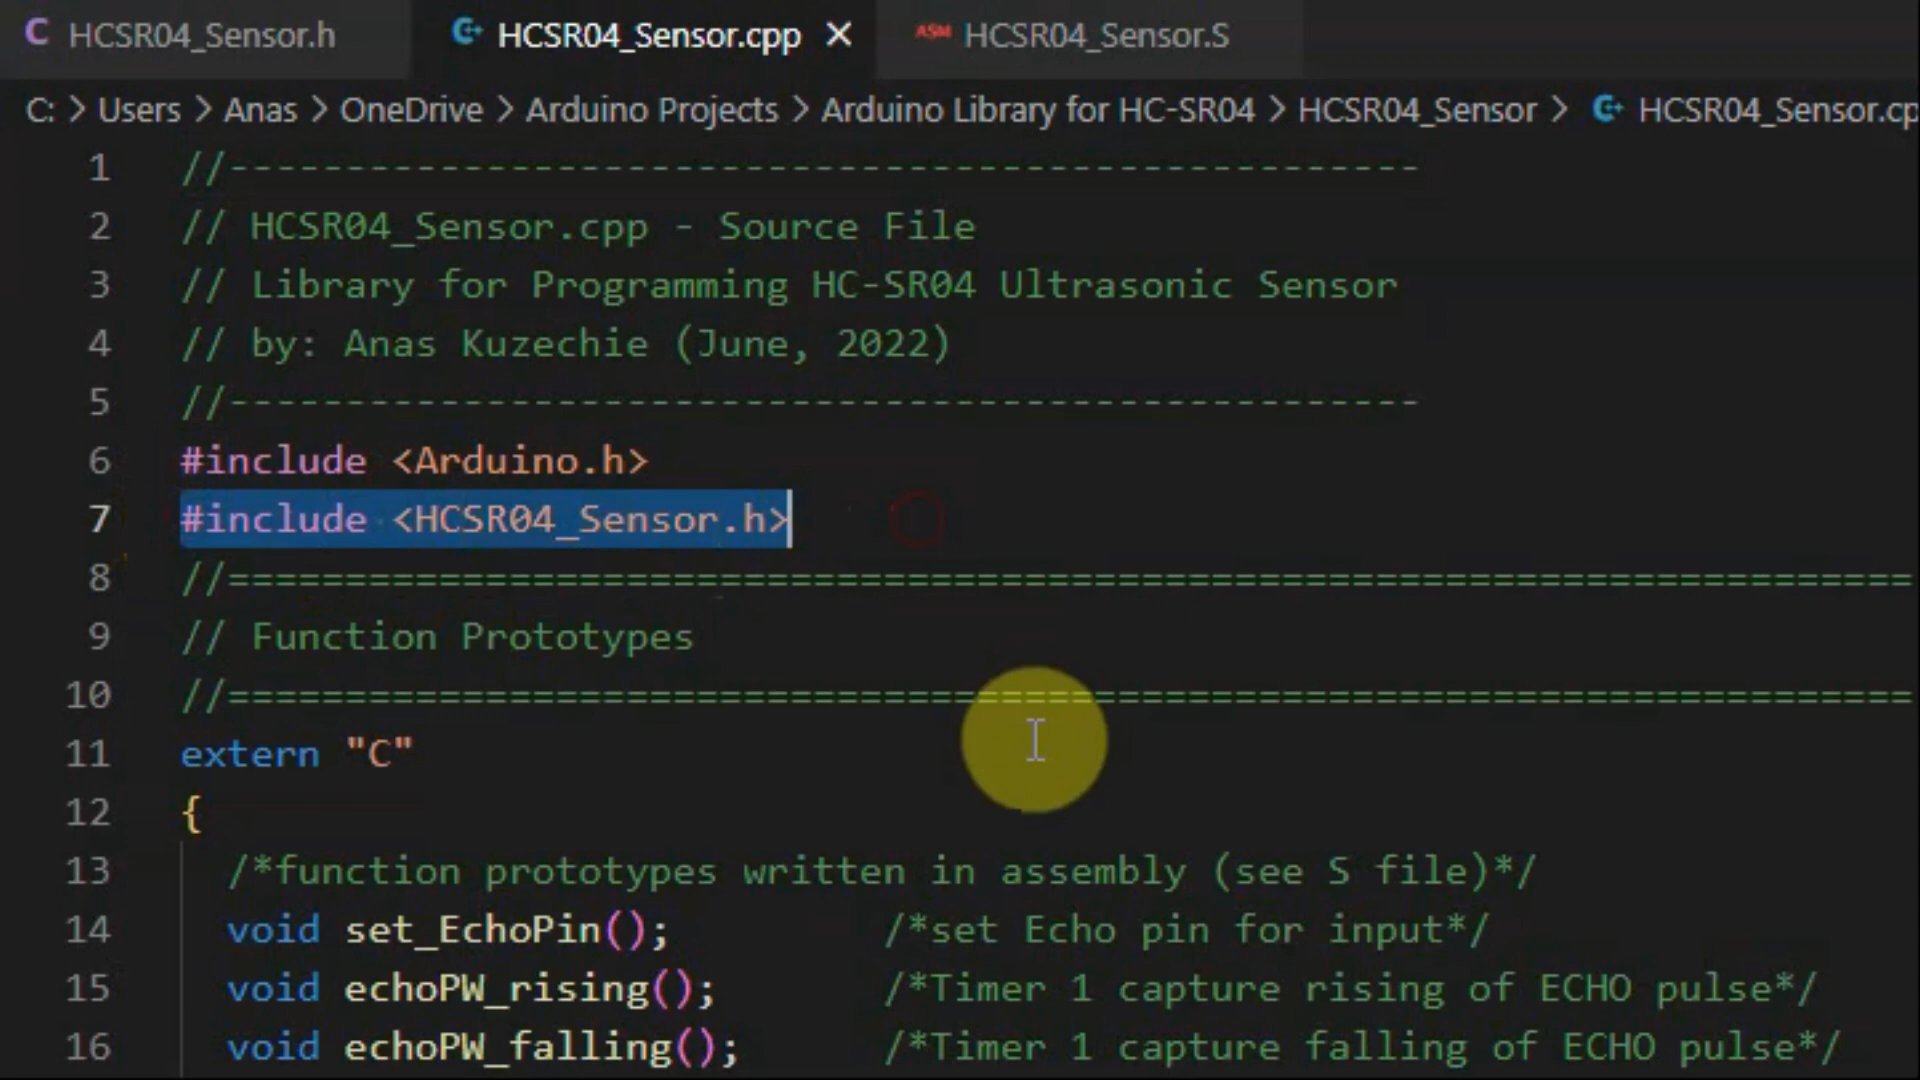 HCSR04_Sensor.h HCSR04_Sensor.cpp ASM HCSR04_Sensor.S
C: > Users > Anas > OneDrive > Arduino Projects > Arduino Library for HC-SR04 > HCSR04_Sensor > HCSR04_Sensor.cp
1 //---------------------------------------------------
2 // HCSR04_Sensor.cpp - Source File
3 // Library for Programming HC-SR04 Ultrasonic Sensor
4 // by: Anas Kuzechie (June, 2022)
5 //---------------------------------------------------
6 #include <Arduino.h>
7 #include <HCSR04_Sensor.h>
8 //========================================================================
9 // Function Prototypes
10 //========================================================================
11 extern "C"
12 {
13 /*function prototypes written in assembly (see S file)*/
14 void set_EchoPin(); /*set Echo pin for input*/
15 void echoPW_rising(); /*Timer 1 capture rising of ECHO pulse*/
16 void echoPW_falling(); /*Timer 1 capture falling of ECHO pulse*/